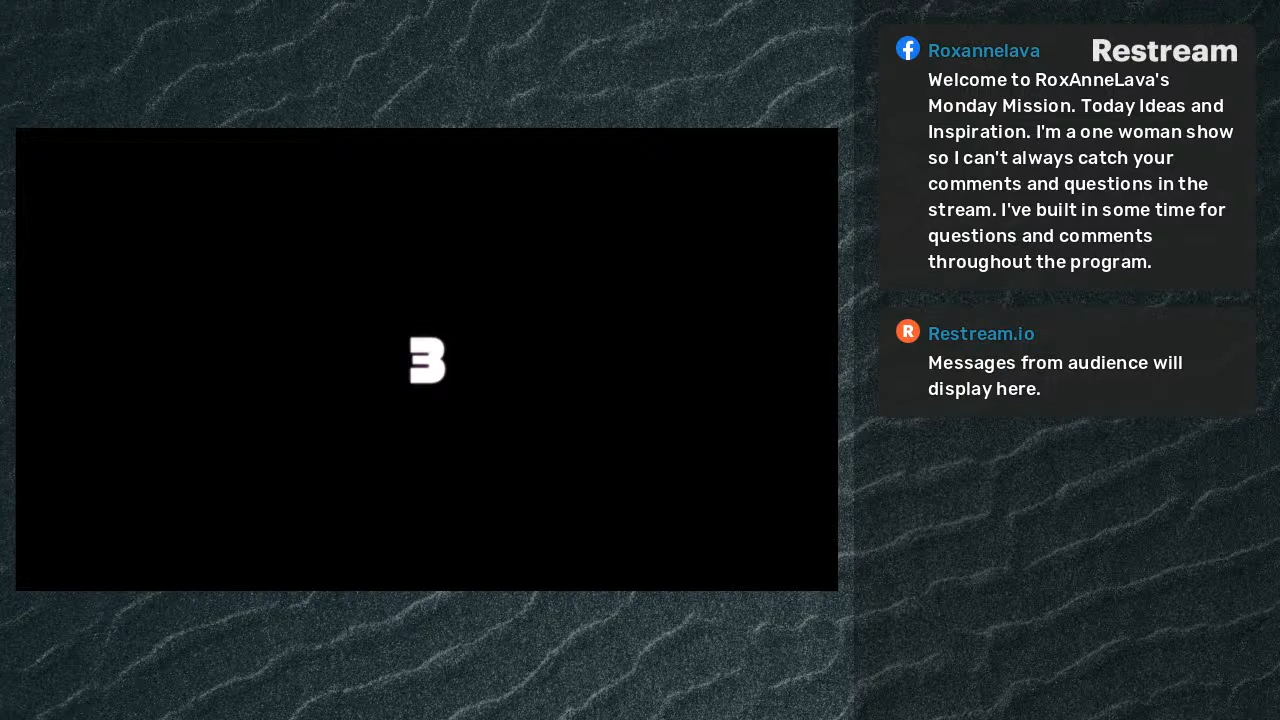 3
Roxannelava
Restream
Welcome to RoxAnneLava's
Monday Mission. Today Ideas and
Inspiration. I'm a one woman show
so I can't always catch your
comments and questions in the
stream. I've built in some time for
questions and comments
throughout the program.
R
Restream.io
Messages from audience will
display here.